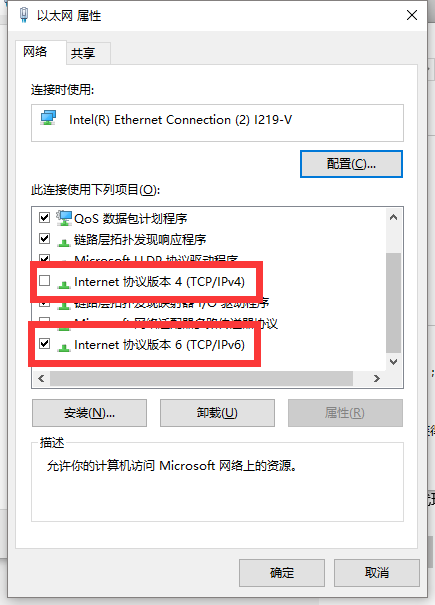 以太网 属性
网络
共享
连接时使用:
Intel(R) Ethernet Connection (2) I219-V
配置(C)...
此连接使用下列项目(O):
QoS 数据包计划程序
链路层拓扑发现响应程序
Microsoft LLDP 协议驱动程序
Internet 协议版本 4 (TCP/IPv4)
链路层拓扑发现映射器 I/O 驱动程序
Microsoft 网络适配器多路传送器协议
Internet 协议版本 6 (TCP/IPv6)
安装(N)...
卸载(U)
属性(R)
描述
允许你的计算机访问 Microsoft 网络上的资源。
确定
取消